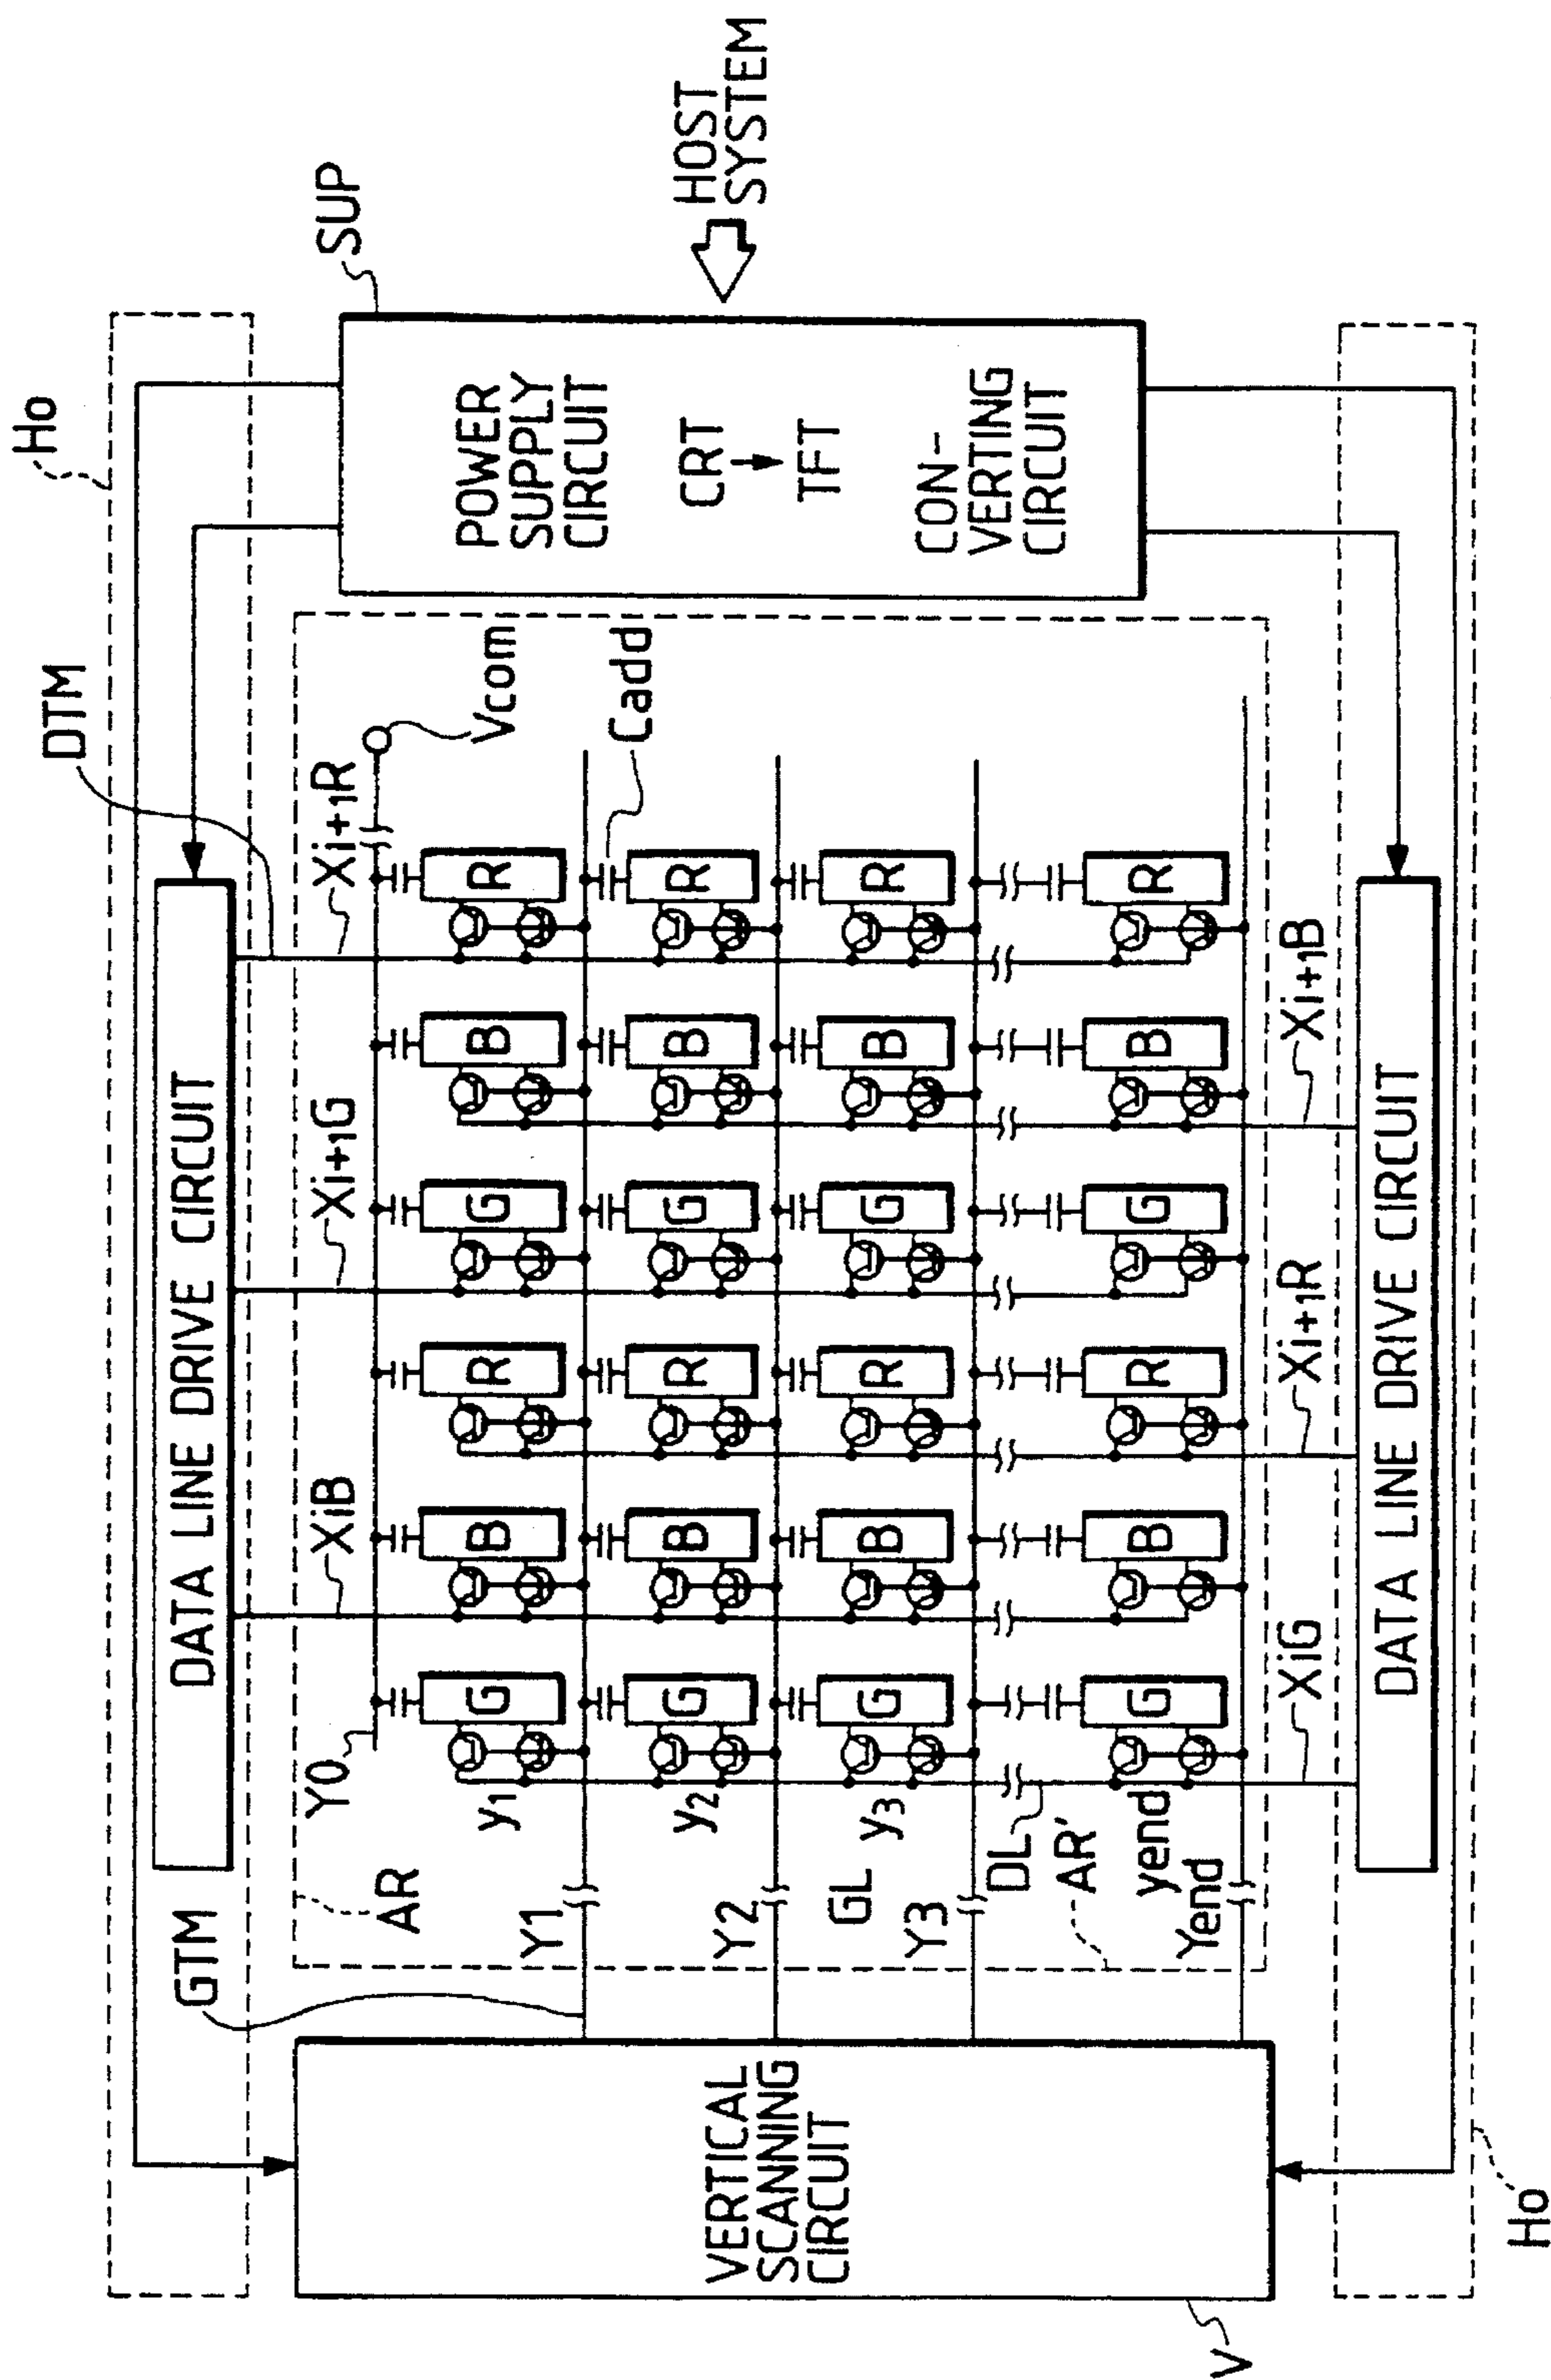 Ho
DATA LINE DRIVE CIRCUIT
GTM
DTM
SUP
AR
Y0
XiB
Xi+1G
Xi+1R
Vcom
Cadd
y1
G B R G B R
Y1
y2
G B R G B R
Y2
GL
y3
G B R G B R
Y3
DL
AR'
yend
G B R G B R
Yend
VERTICAL
SCANNING
CIRCUIT
V
POWER
SUPPLY
CIRCUIT
CRT
TFT
CON-
VERTING
CIRCUIT
HOST
SYSTEM
XiG
Xi+1R
Xi+1B
DATA LINE DRIVE CIRCUIT
Ho